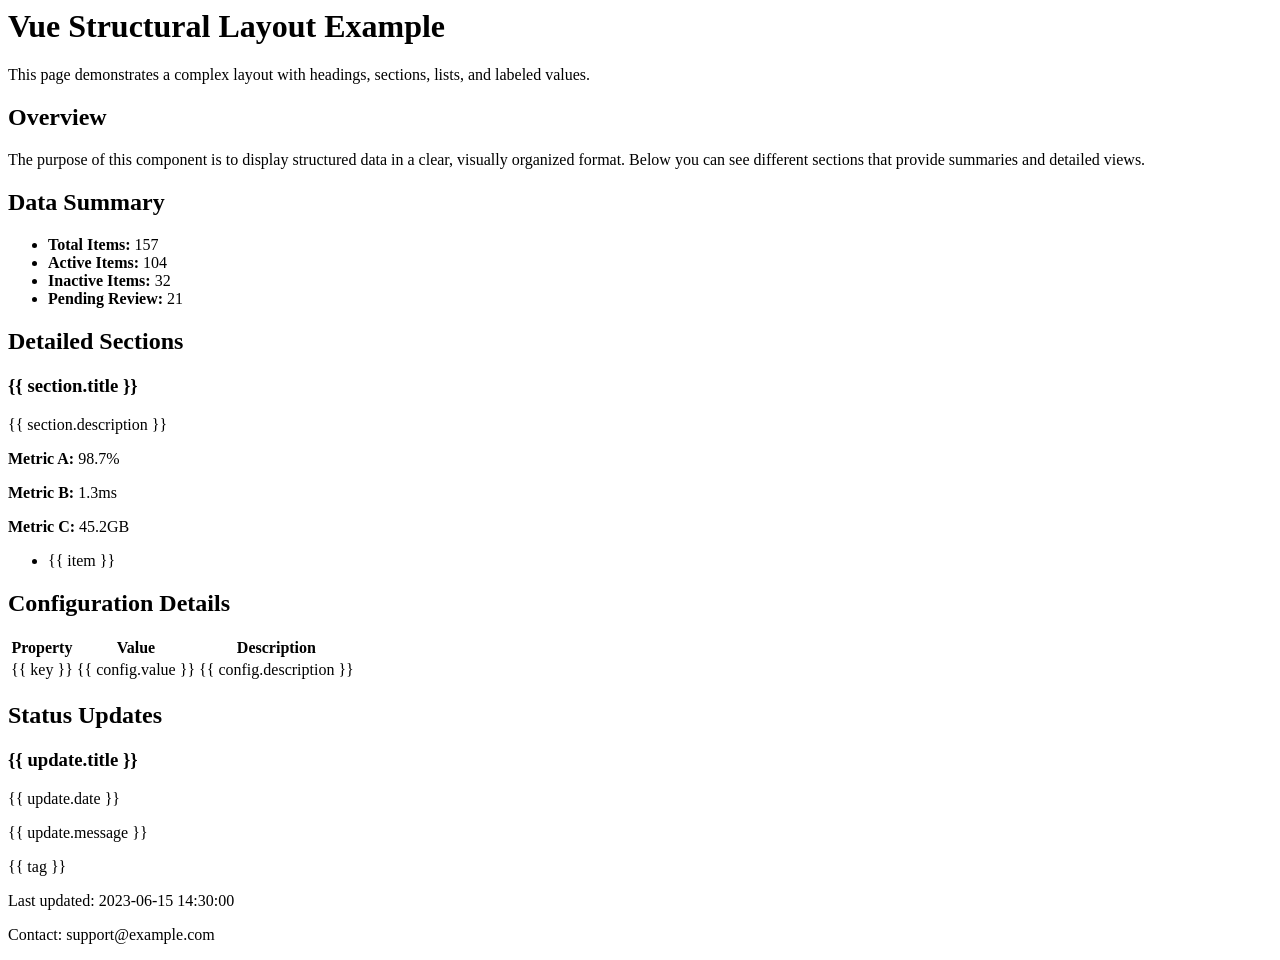 Vue Structural Layout Example
This page demonstrates a complex layout with headings, sections, lists, and labeled values.
Overview
The purpose of this component is to display structured data in a clear, visually organized format. Below you can see different sections that provide summaries and detailed views.
Data Summary
Total Items: 157
Active Items: 104
Inactive Items: 32
Pending Review: 21
Detailed Sections
{{ section.title }}
{{ section.description }}
Metric A: 98.7%
Metric B: 1.3ms
Metric C: 45.2GB
{{ item }}
Configuration Details
Property Value Description
{{ key }} {{ config.value }} {{ config.description }}
Status Updates
{{ update.title }}
{{ update.date }}
{{ update.message }}
{{ tag }}
Last updated: 2023-06-15 14:30:00
Contact: support@example.com